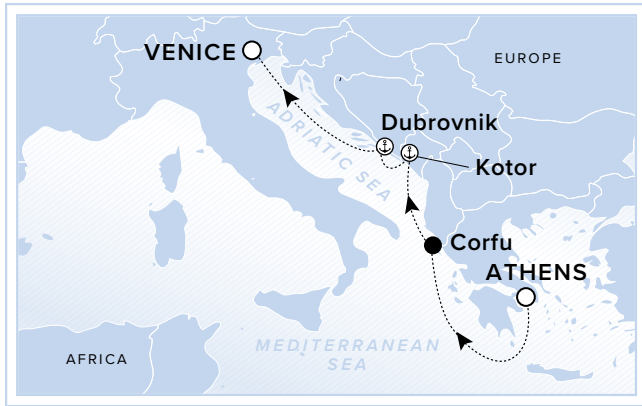 VENICE
EUROPE
ADRIATIC SEA
Dubrovnik
Kotor
Corfu
ATHENS
MEDITERRANEAN
SEA
AFRICA